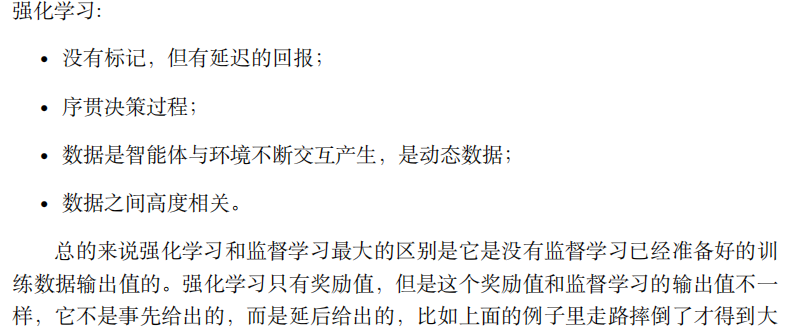 强化学习:
• 没有标记，但有延迟的回报；
• 序贯决策过程；
• 数据是智能体与环境不断交互产生，是动态数据；
• 数据之间高度相关。
总的来说强化学习和监督学习最大的区别是它是没有监督学习已经准备好的训
练数据输出值的。强化学习只有奖励值，但是这个奖励值和监督学习的输出值不一
样，它不是事先给出的，而是延后给出的，比如上面的例子里走路摔倒了才得到大